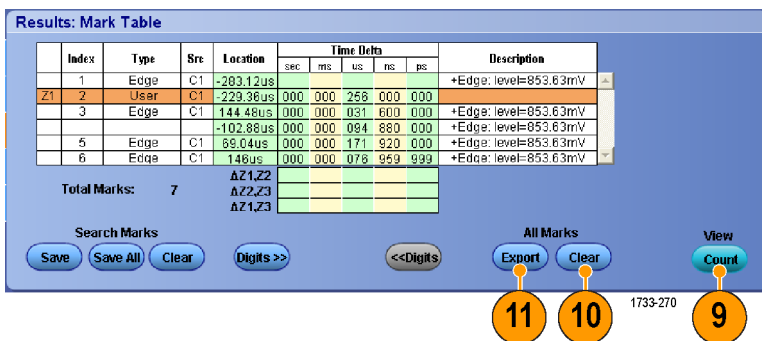 Results: Mark Table
Index Type Src Location Time Delta Description
sec ms us ns ps
1 Edge C1 -283.12us +Edge: level=853.63mV
Z1 2 User C1 -229.36us 000 000 256 000 000
3 Edge C1 144.48us 000 000 031 600 000 +Edge: level=853.63mV
-102.88us 000 000 094 880 000 +Edge: level=853.63mV
5 Edge C1 69.04us 000 000 171 920 000 +Edge: level=853.63mV
6 Edge C1 146us 000 000 076 959 999 +Edge: level=853.63mV
ΔZ1,Z2
Total Marks: 7 ΔZ2,Z3
ΔZ1,Z3
Search Marks All Marks View
Save Save All Clear Digits >> <<Digits Export Clear Count
1733-270
11 10 9